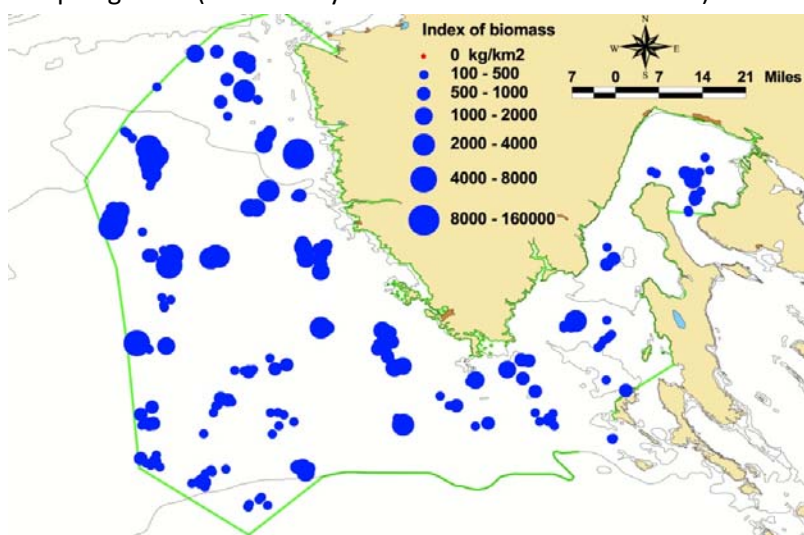 Index of biomass
0 kg/km2
100 - 500
500 - 1000
1000 - 2000
2000 - 4000
4000 - 8000
8000 - 160000
N
W E
S
7 0 7 14 21 Miles